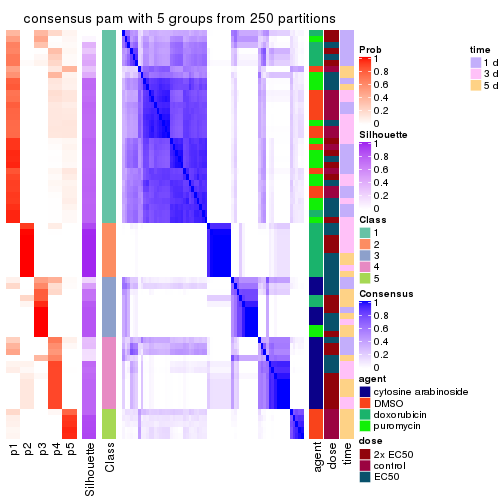 consensus pam with 5 groups from 250 partitions
Prob
1
0.8
0.6
0.4
0.2
0
time
1 d
3 d
5 d
Silhouette
1
0.8
0.6
0.4
0.2
0
Class
1
2
3
4
5
Consensus
1
0.8
0.6
0.4
0.2
0
agent
cytosine arabinoside
DMSO
doxorubicin
puromycin
dose
2x EC50
control
EC50
p1
p2
p3
p4
p5
Silhouette
Class
agent
dose
time